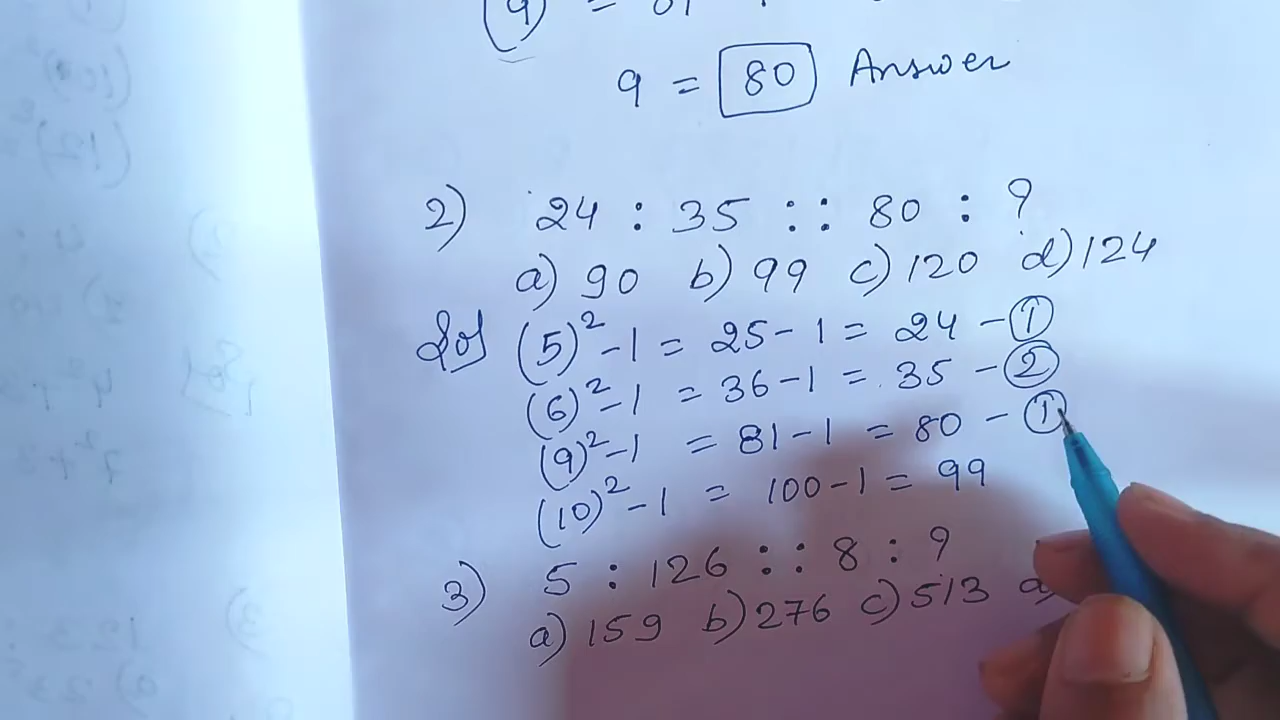 (9) =
9 = 80 Answer
2) 24 : 35 :: 80 : ?
a) 90 b) 99 c) 120 d) 124
Sol (5)² - 1 = 25 - 1 = 24 - ①
(6)² - 1 = 36 - 1 = 35 - ②
(9)² - 1 = 81 - 1 = 80 - ①
(10)² - 1 = 100 - 1 = 99
3) 5 : 126 :: 8 : ?
a) 159 b) 276 c) 513 d)